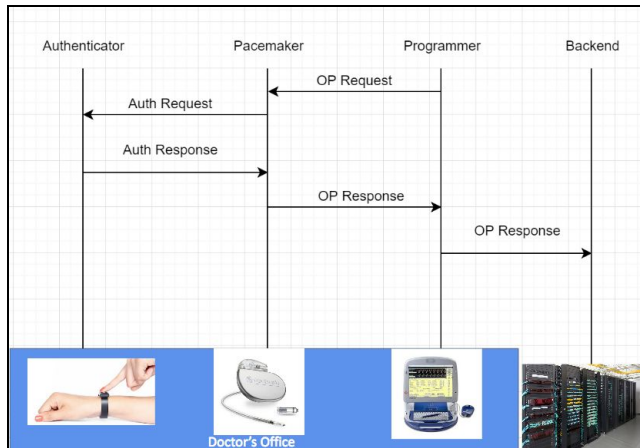 Authenticator Pacemaker Programmer Backend
OP Request
Auth Request
Auth Response
OP Response
OP Response
Doctor's Office